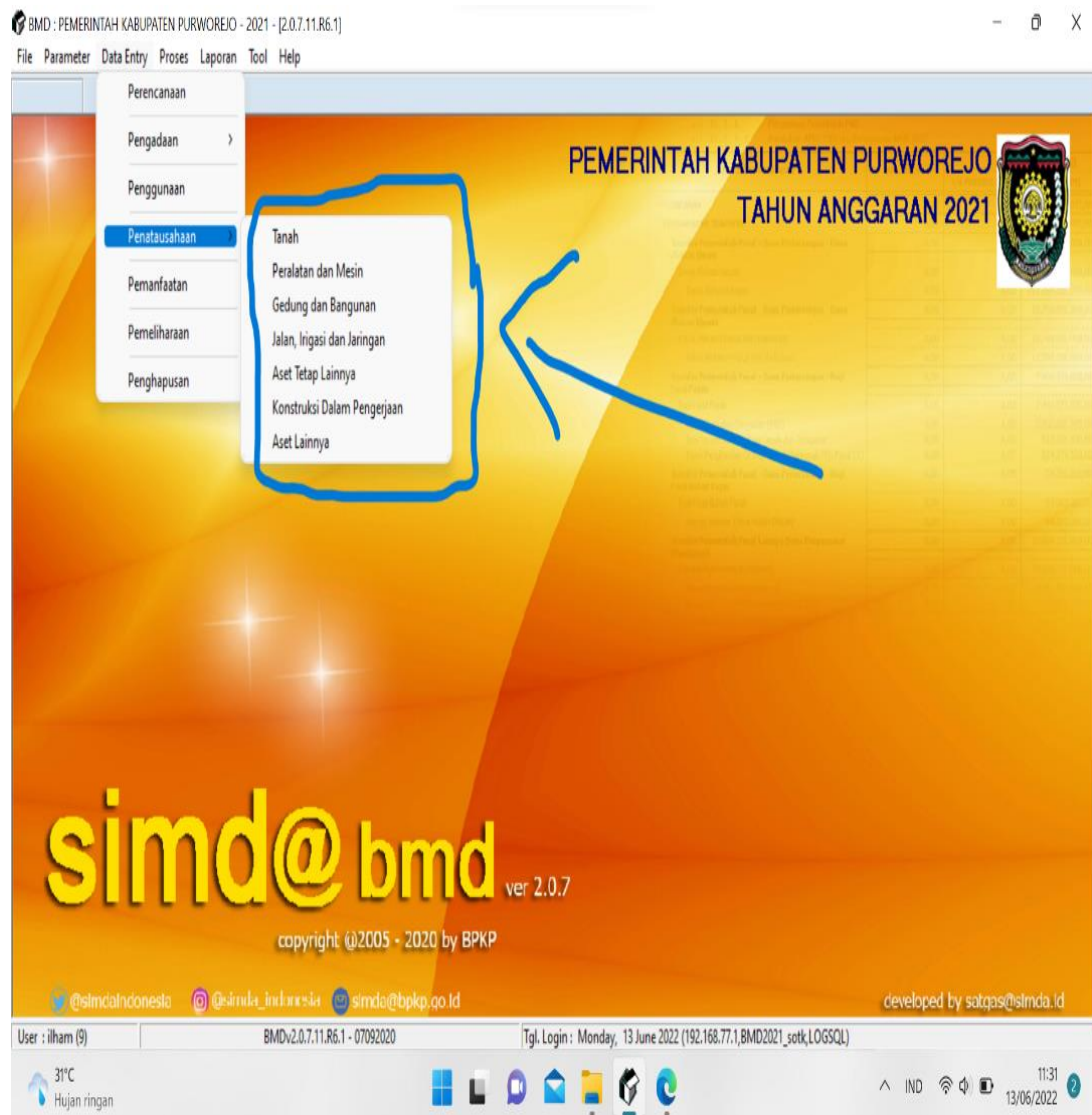 BMD : PEMERINTAH KABUPATEN PURWOREJO - 2021 - [2.0.7.11.R6.1]
File Parameter Data Entry Proses Laporan Tool Help
Perencanaan
Pengadaan
Penggunaan
Penatausahaan
Pemanfaatan
Pemeliharaan
Penghapusan
Tanah
Peralatan dan Mesin
Gedung dan Bangunan
Jalan, Irigasi dan Jaringan
Aset Tetap Lainnya
Konstruksi Dalam Pengerjaan
Aset Lainnya
PEMERINTAH KABUPATEN PURWOREJO
TAHUN ANGGARAN 2021
simd@ bmd ver 2.0.7
copyright @2005 - 2020 by BPKP
@simdaindonesia @simda_indonesia simda@bpkp.go.id developed by satgas@simda.id
User : ilham (9) BMDv2.0.7.11.R6.1 - 07092020 Tgl. Login : Monday, 13 June 2022 (192.168.77.1,BMD2021_sotk,LOGSQL)
31°C
Hujan ringan
IND
11:31
13/06/2022
2